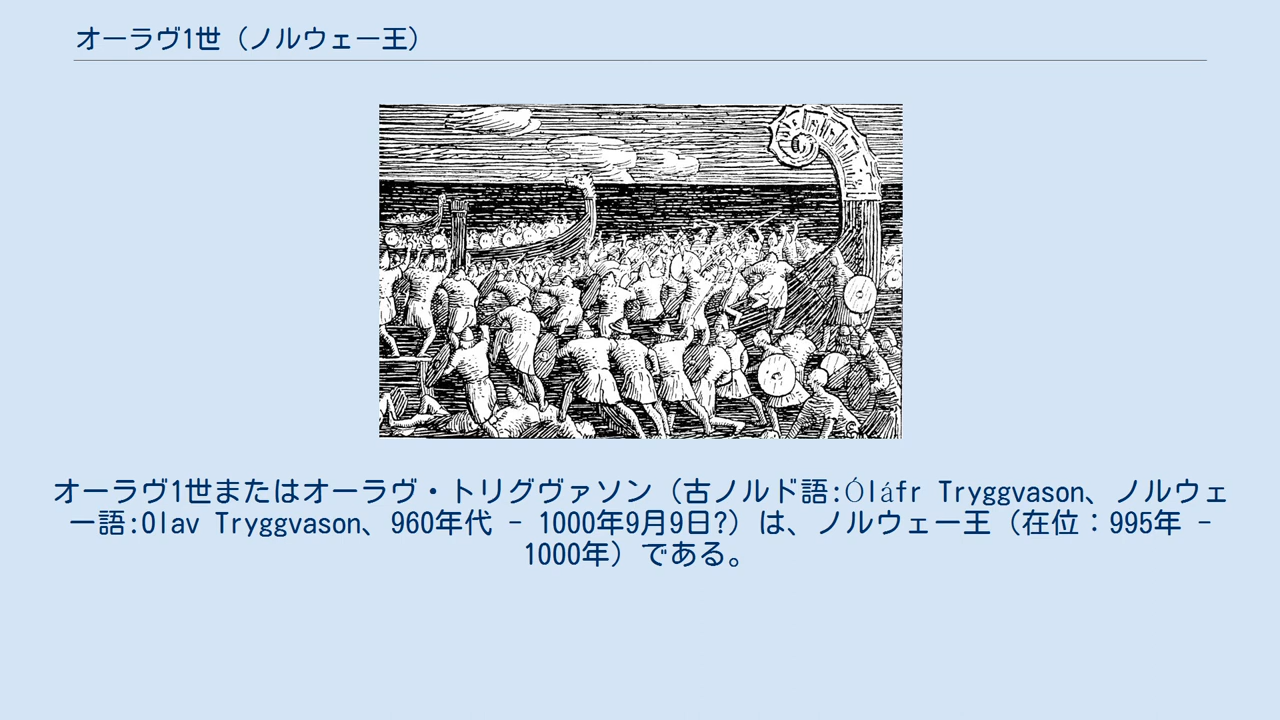 オーラヴ1世（ノルウェー王）
オーラヴ1世またはオーラヴ・トリグヴァソン（古ノルド語:Óláfr Tryggvason、ノルウェ
ー語:Olav Tryggvason、960年代 - 1000年9月9日?）は、ノルウェー王（在位：995年 -
1000年）である。